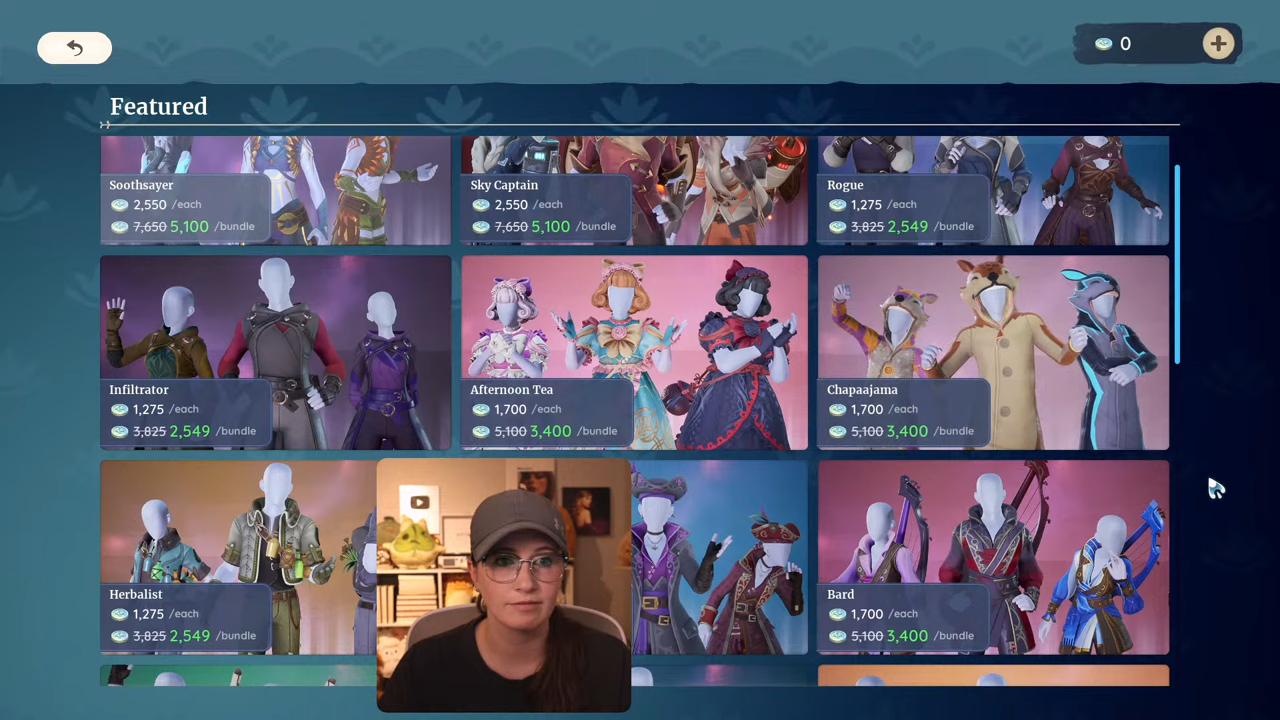 0
Featured
Soothsayer
2,550 /each
7,650 5,100 /bundle
Sky Captain
2,550 /each
7,650 5,100 /bundle
Rogue
1,275 /each
3,825 2,549 /bundle
Infiltrator
1,275 /each
3,825 2,549 /bundle
Afternoon Tea
1,700 /each
5,100 3,400 /bundle
Chapaajama
1,700 /each
5,100 3,400 /bundle
Herbalist
1,275 /each
3,825 2,549 /bundle
Bard
1,700 /each
5,100 3,400 /bundle